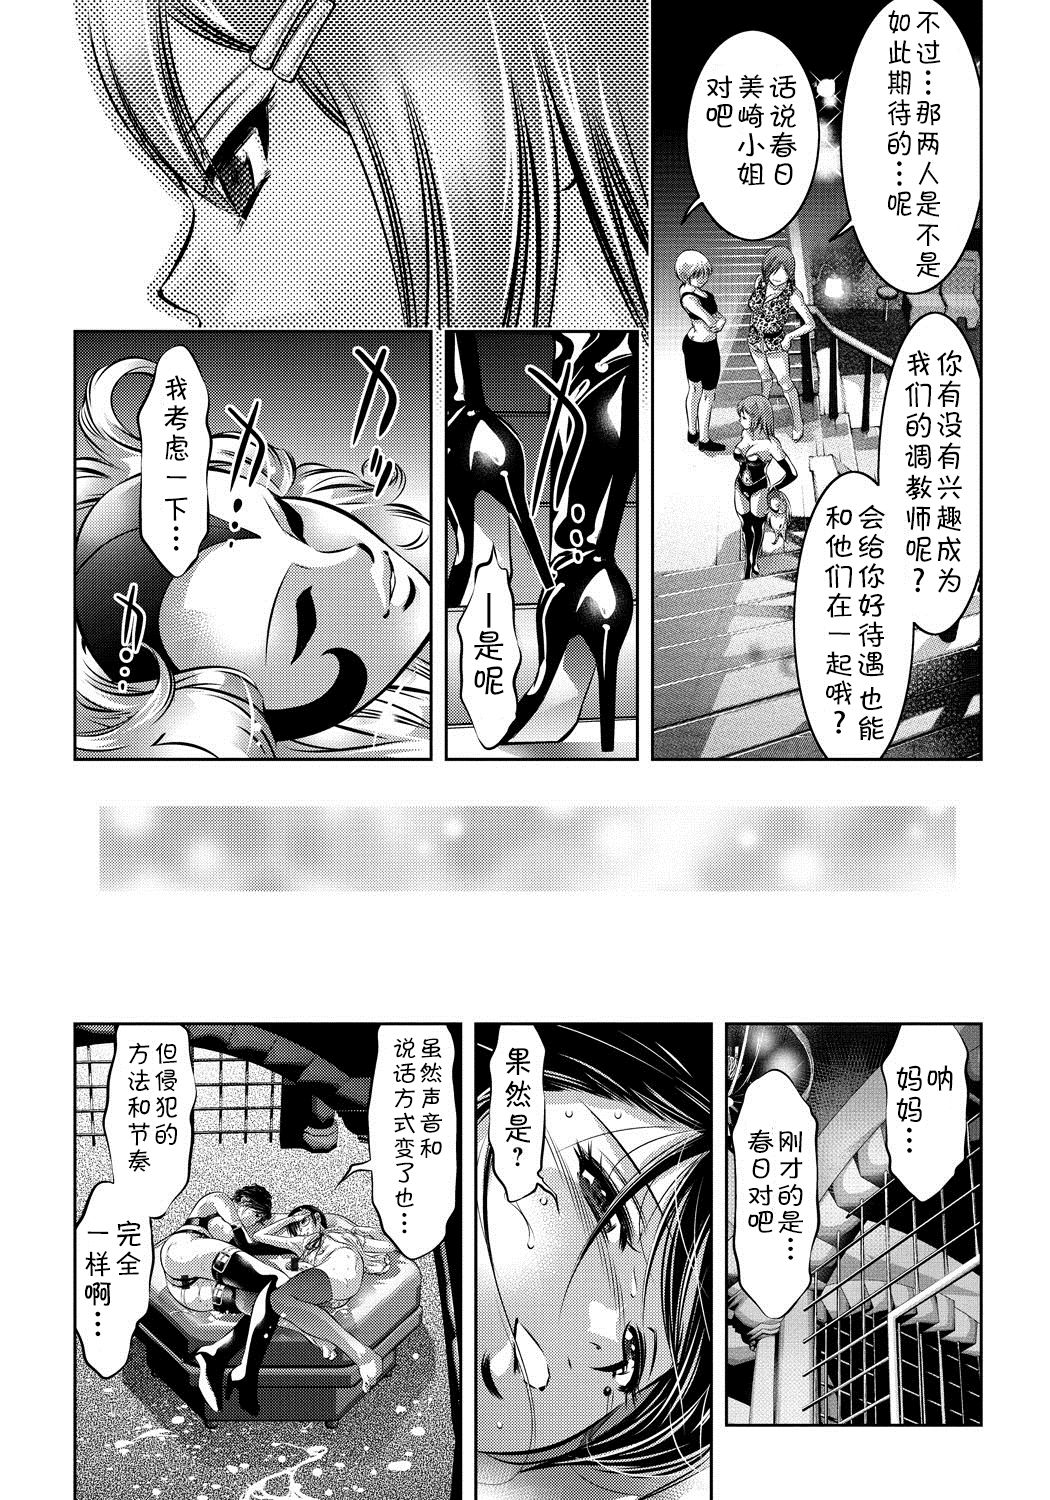 不过…那两人是不是
如此期待的…呢
话说春日
美崎小姐
对吧
你有没有兴趣成为
我们的调教师呢？
会给你好待遇也能
和他们在一起哦？
—是呢
我考虑一下…
呐
妈妈…
刚才的是…
春日对吧
果然是？
虽然声音和
说话方式变了也…
但侵犯的
方法和节奏
完全
一样啊…